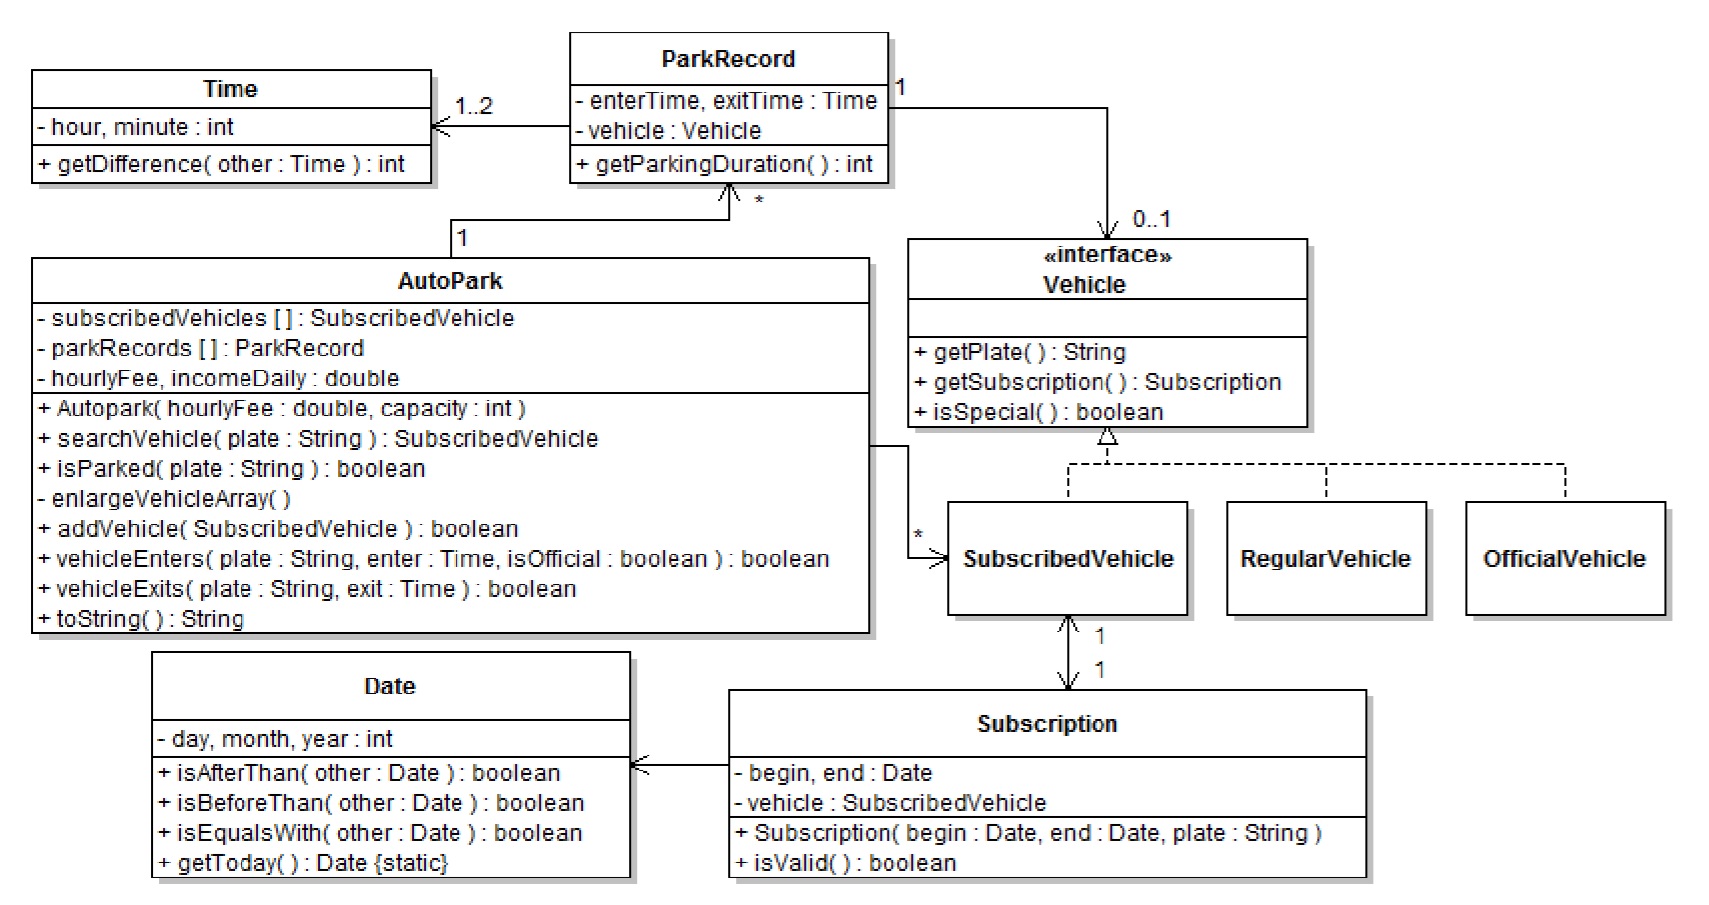 Time
- hour, minute : int
+ getDifference( other : Time ) : int
1..2
ParkRecord
- enterTime, exitTime : Time
- vehicle : Vehicle
+ getParkingDuration( ) : int
1
*
1
0..1
AutoPark
- subscribedVehicles [ ] : SubscribedVehicle
- parkRecords [ ] : ParkRecord
- hourlyFee, incomeDaily : double
+ Autopark( hourlyFee : double, capacity : int )
+ searchVehicle( plate : String ) : SubscribedVehicle
+ isParked( plate : String ) : boolean
- enlargeVehicleArray( )
+ addVehicle( SubscribedVehicle ) : boolean
+ vehicleEnters( plate : String, enter : Time, isOfficial : boolean ) : boolean
+ vehicleExits( plate : String, exit : Time ) : boolean
+ toString( ) : String
«interface»
Vehicle
+ getPlate( ) : String
+ getSubscription( ) : Subscription
+ isSpecial( ) : boolean
*
SubscribedVehicle
RegularVehicle
OfficialVehicle
1
1
Date
- day, month, year : int
+ isAfterThan( other : Date ) : boolean
+ isBeforeThan( other : Date ) : boolean
+ isEqualsWith( other : Date ) : boolean
+ getToday( ) : Date {static}
Subscription
- begin, end : Date
- vehicle : SubscribedVehicle
+ Subscription( begin : Date, end : Date, plate : String )
+ isValid( ) : boolean